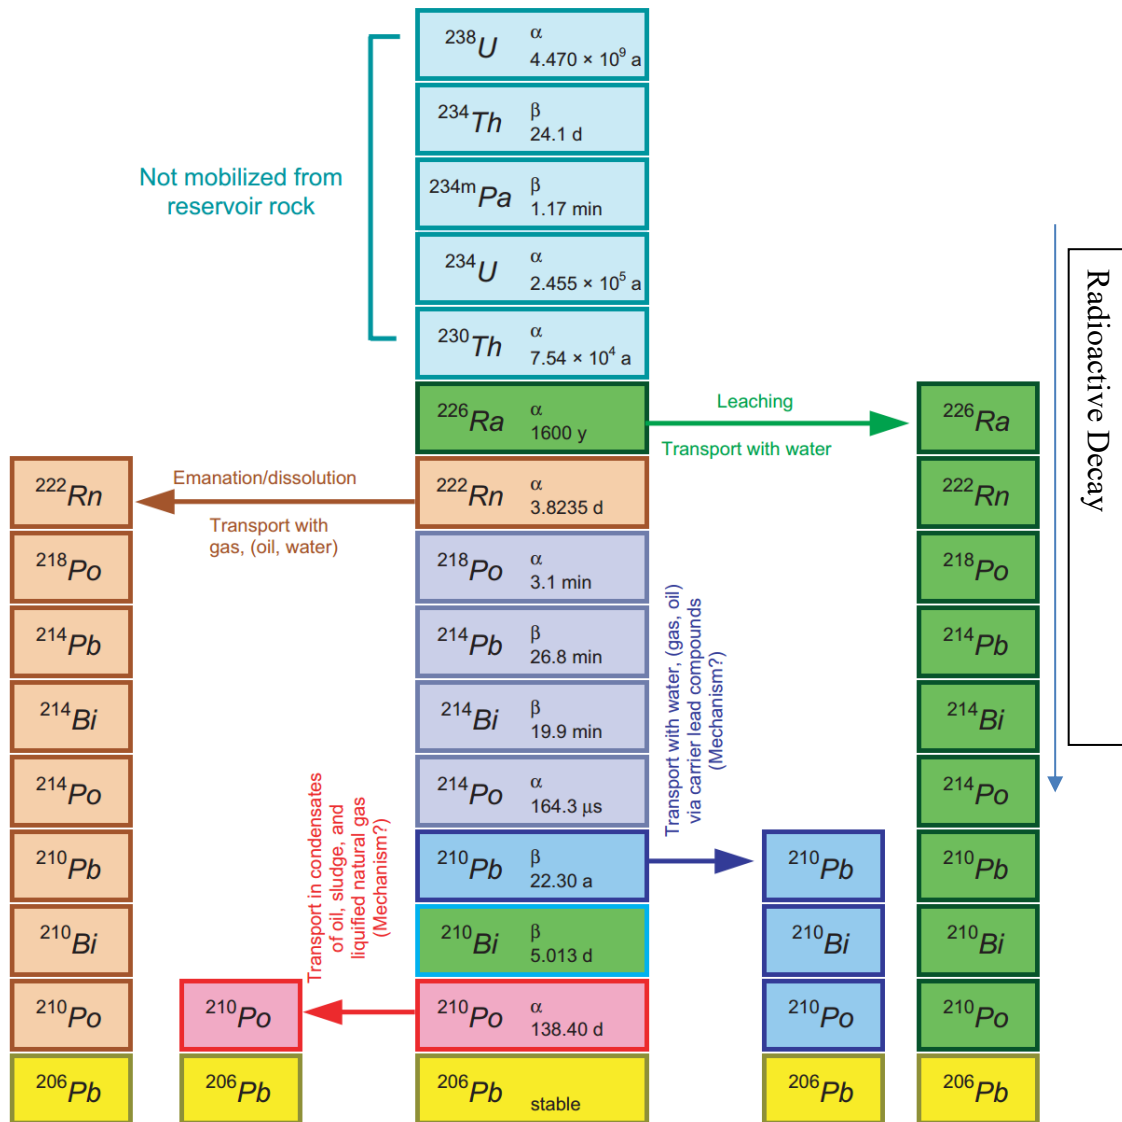 ²³⁸U α
4.470 × 10⁹ a
²³⁴Th β
24.1 d
Not mobilized from
reservoir rock
²³⁴ᵐPa β
1.17 min
²³⁴U α
2.455 × 10⁵ a
²³⁰Th α
7.54 × 10⁴ a
²²⁶Ra α
1600 y
Leaching
Transport with water
²²⁶Ra
²²²Rn
²¹⁸Po
²¹⁴Pb
²¹⁴Bi
²¹⁴Po
²¹⁰Pb
²¹⁰Bi
²¹⁰Po
²⁰⁶Pb
Radioactive Decay
²²²Rn α
3.8235 d
Emanation/dissolution
Transport with
gas, (oil, water)
²²²Rn
²¹⁸Po
²¹⁴Pb
²¹⁴Bi
²¹⁴Po
²¹⁰Pb
²¹⁰Bi
²¹⁰Po
²⁰⁶Pb
²¹⁸Po α
3.1 min
²¹⁴Pb β
26.8 min
²¹⁴Bi β
19.9 min
²¹⁴Po α
164.3 μs
²¹⁰Pb β
22.30 a
Transport with water, (gas, oil)
via carrier lead compounds
(Mechanism?)
²¹⁰Pb
²¹⁰Bi
²¹⁰Po
²⁰⁶Pb
²¹⁰Bi β
5.013 d
²¹⁰Po α
138.40 d
Transport in condensates
of oil, sludge, and
liquified natural gas
(Mechanism?)
²¹⁰Po
²⁰⁶Pb
²⁰⁶Pb stable